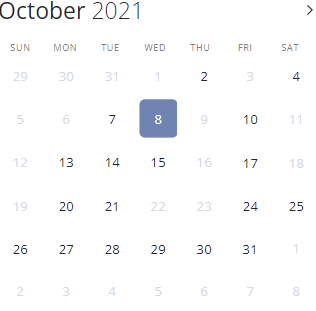 October 2021 >
SUN MON TUE WED THU FRI SAT
29 30 31 1 2 3 4
5 6 7 8 9 10 11
12 13 14 15 16 17 18
19 20 21 22 23 24 25
26 27 28 29 30 31 1
2 3 4 5 6 7 8